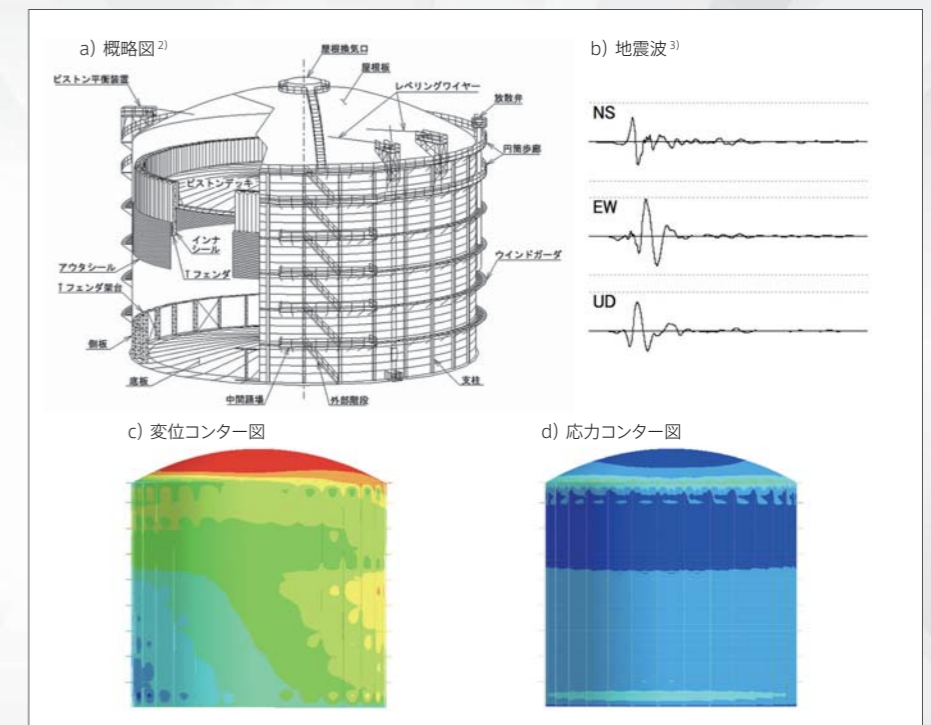 a) 概略図 2)
屋根換気口
屋根板
レベリングワイヤー
ピストン平衡装置
放散弁
円筒歩廊
ピストンデッキ
インナ
シール
Tフェンダ
アウタシール
Tフェンダ架台
ウインドガーダ
側板
底板
中間踊場
外部階段
支柱
b) 地震波 3)
NS
EW
UD
c) 変位コンター図
d) 応力コンター図